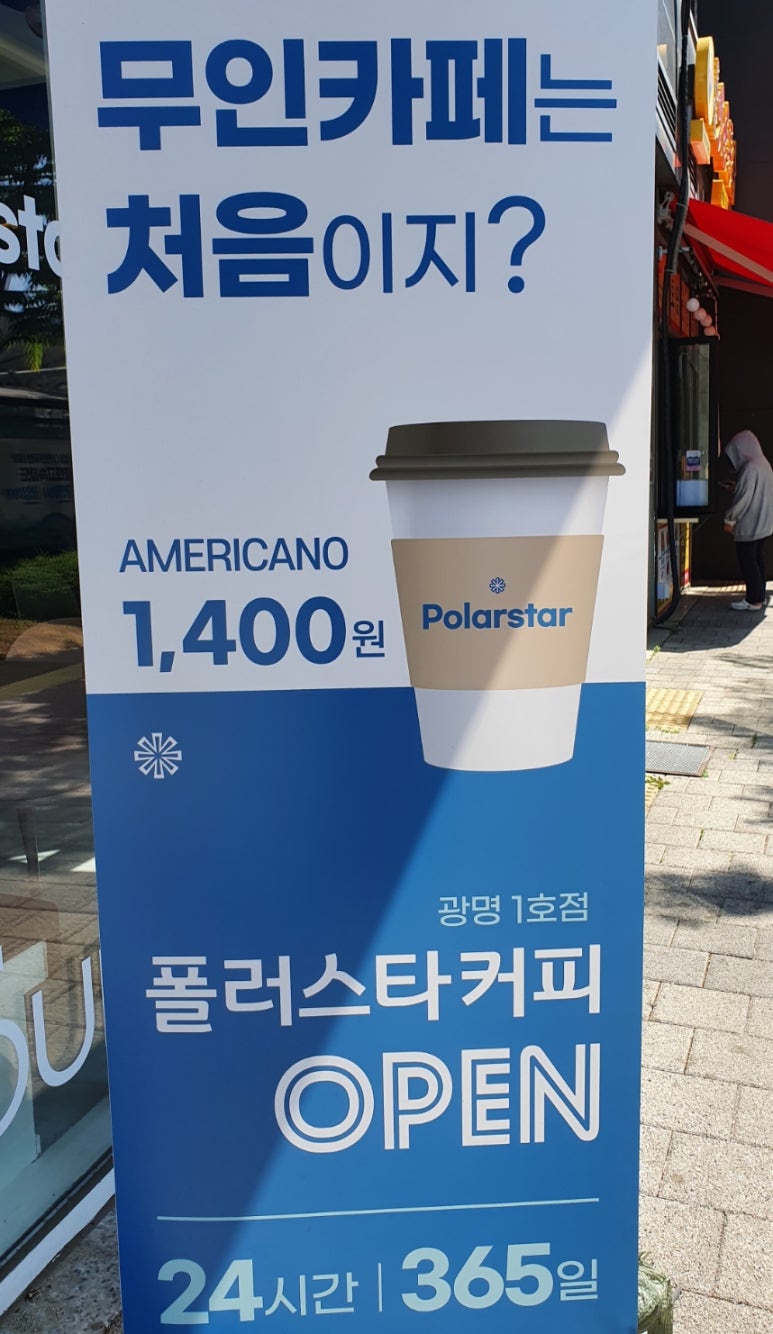 무인카페는
처음이지?
AMERICANO
1,400원
Polarstar
광명 1호점
폴러스타커피
OPEN
24시간 | 365일